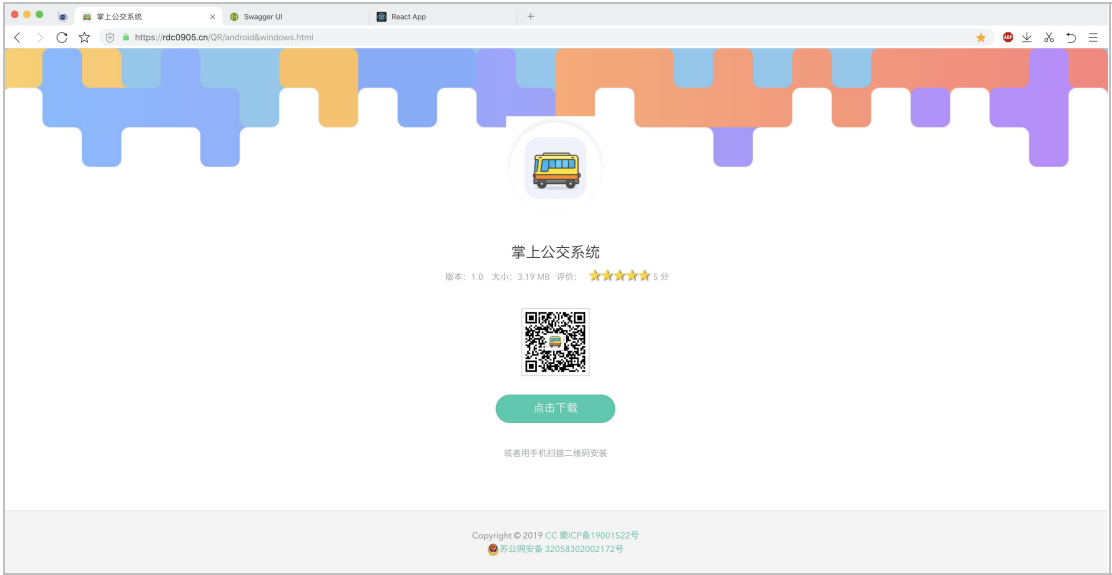 掌上公交系统
Swagger UI
React App
https://rdc0905.cn/QR/android&windows.html
ABP
掌上公交系统
版本：1.0 大小：3.19 MB 评价： 5 分
点击下载
或者用手机扫描二维码安装
Copyright © 2019 CC 蒙ICP备19001522号
苏公网安备 32058302002172号